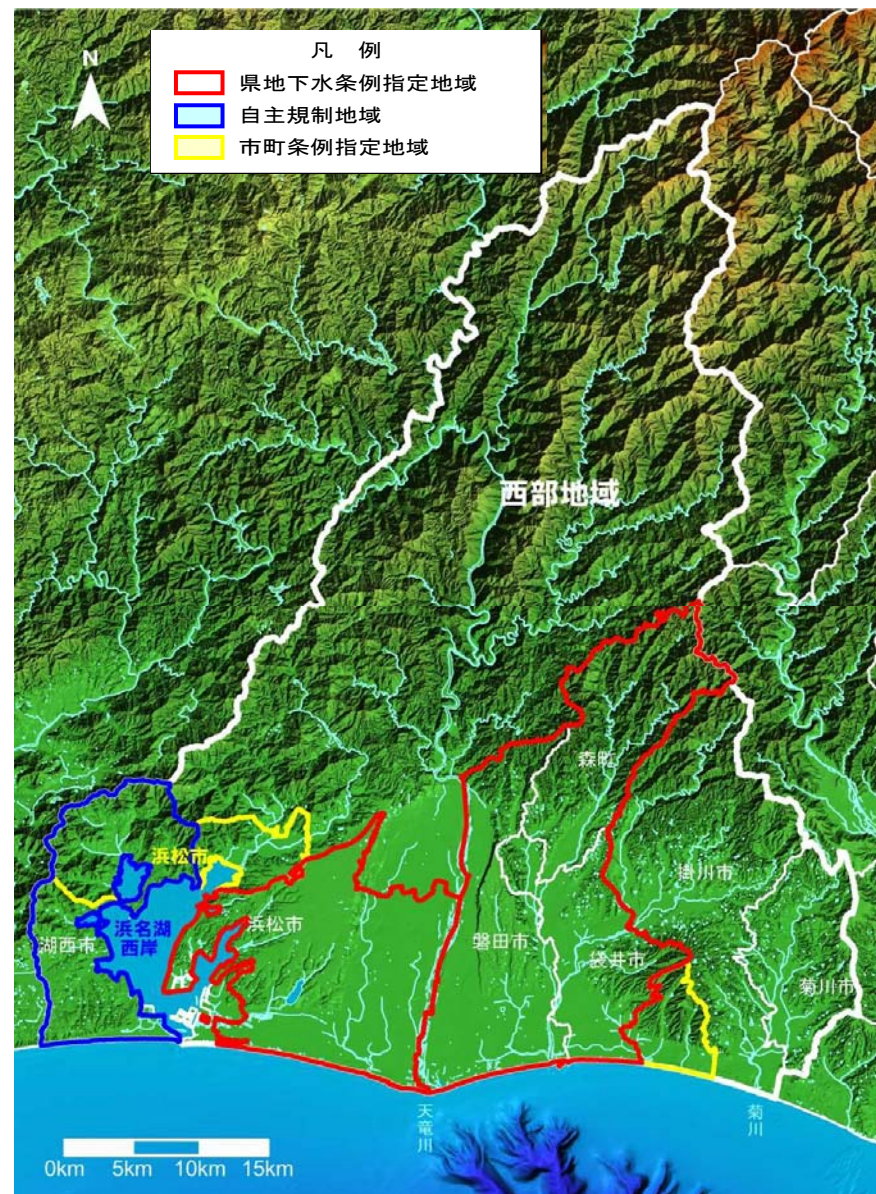 N
凡 例
県地下水条例指定地域
自主規制地域
市町条例指定地域
西部地域
森町
浜松市
掛川市
浜名湖
西岸
湖西市
浜松市
磐田市
袋井市
菊川市
天竜川
菊川
0km 5km 10km 15km